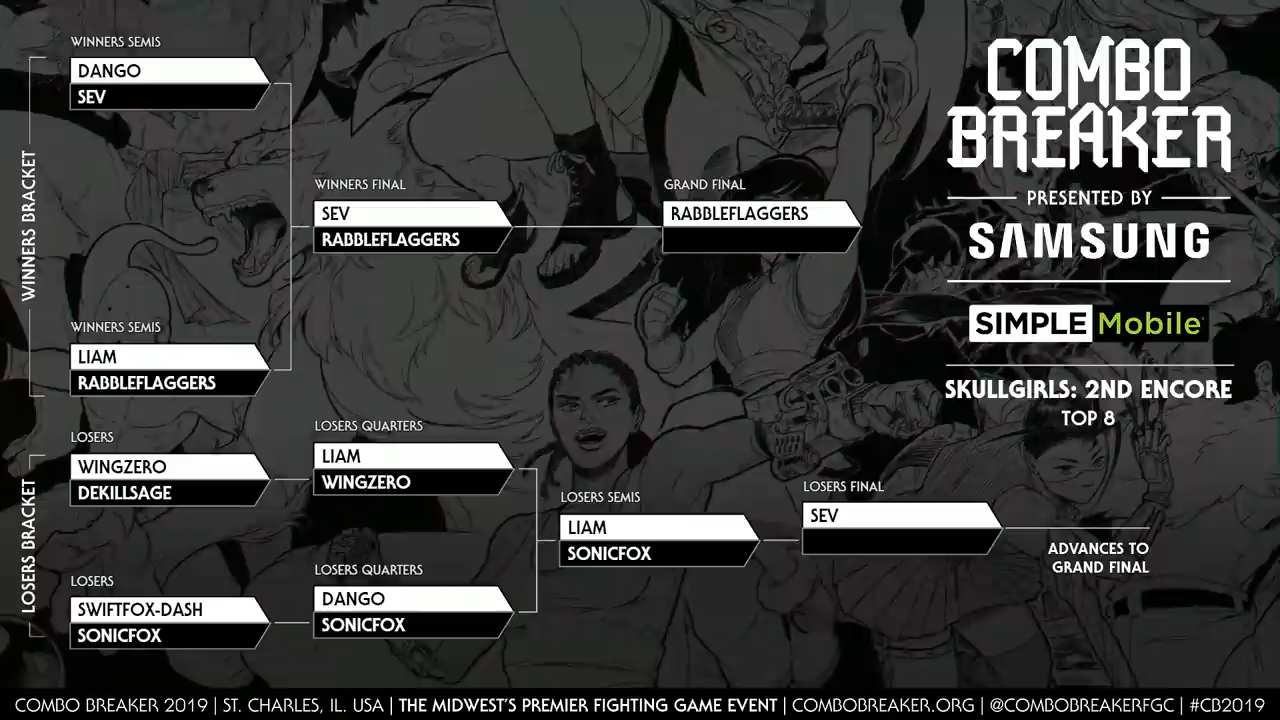 WINNERS SEMIS
DANGO
SEV
WINNERS BRACKET
WINNERS FINAL
SEV
RABBLEFLAGGERS
GRAND FINAL
RABBLEFLAGGERS
WINNERS SEMIS
LIAM
RABBLEFLAGGERS
LOSERS
WINGZERO
DEKILLSAGE
LOSERS QUARTERS
LIAM
WINGZERO
LOSERS BRACKET
LOSERS SEMIS
LIAM
SONICFOX
LOSERS FINAL
SEV
ADVANCES TO
GRAND FINAL
LOSERS
SWIFTFOX-DASH
SONICFOX
LOSERS QUARTERS
DANGO
SONICFOX
COMBO
BREAKER
PRESENTED BY
SAMSUNG
SIMPLE Mobile
SKULLGIRLS: 2ND ENCORE
TOP 8
COMBO BREAKER 2019 | ST. CHARLES, IL. USA | THE MIDWEST'S PREMIER FIGHTING GAME EVENT | COMBOBREAKER.ORG | @COMBOBREAKERFGC | #CB2019